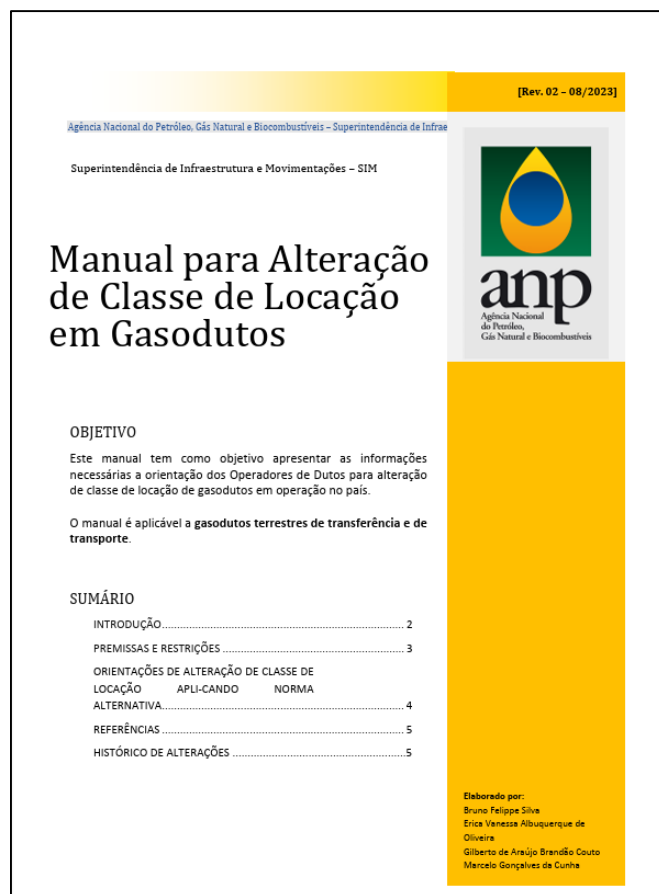 [Rev. 02 – 08/2023]
Agência Nacional do Petróleo, Gás Natural e Biocombustíveis – Superintendência de Infrae
Superintendência de Infraestrutura e Movimentações – SIM
Manual para Alteração
de Classe de Locação
em Gasodutos
anp
Agência Nacional
do Petróleo,
Gás Natural e Biocombustíveis
OBJETIVO
Este manual tem como objetivo apresentar as informações
necessárias a orientação dos Operadores de Dutos para alteração
de classe de locação de gasodutos em operação no país.
O manual é aplicável a gasodutos terrestres de transferência e de
transporte.
SUMÁRIO
INTRODUÇÃO........................................................................ 2
PREMISSAS E RESTRIÇÕES ...................................................... 3
ORIENTAÇÕES DE ALTERAÇÃO DE CLASSE DE
LOCAÇÃO APLI-CANDO NORMA
ALTERNATIVA........................................................................ 4
REFERÊNCIAS ........................................................................ 5
HISTÓRICO DE ALTERAÇÕES ....................................................5
Elaborado por:
Bruno Felippe Silva
Erica Vanessa Albuquerque de
Oliveira
Gilberto de Araújo Brandão Couto
Marcelo Gonçalves da Cunha